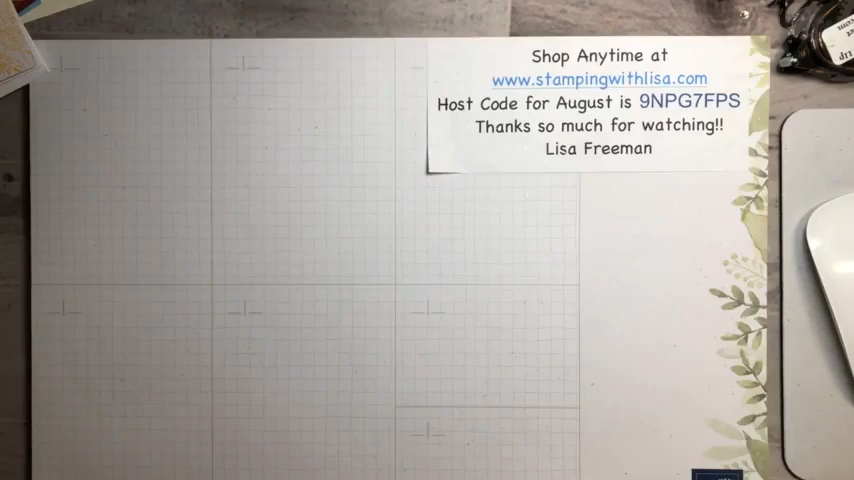 Shop Anytime at
www.stampingwithlisa.com
Host Code for August is 9NPG7FPS
Thanks so much for watching!!
Lisa Freeman